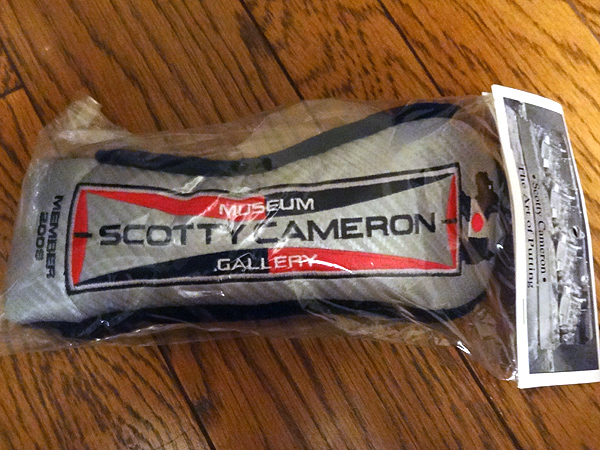 MUSEUM
SCOTTY CAMERON
GALLERY
MEMBER
2009
• Scotty Cameron •
The Art of Putting